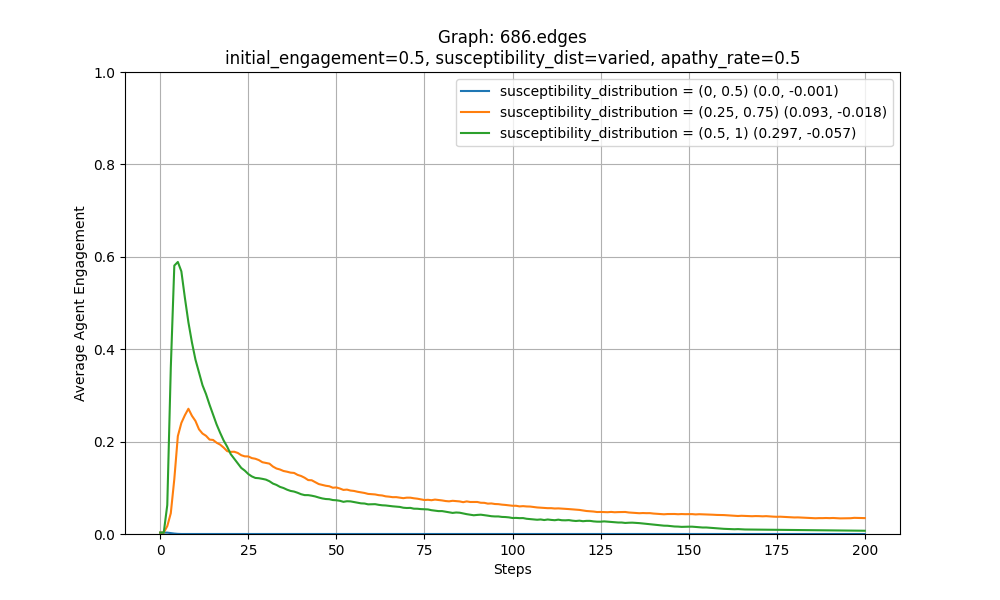 Graph: 686.edges
initial_engagement=0.5, susceptibility_dist=varied, apathy_rate=0.5
susceptibility_distribution = (0, 0.5) (0.0, -0.001)
susceptibility_distribution = (0.25, 0.75) (0.093, -0.018)
susceptibility_distribution = (0.5, 1) (0.297, -0.057)
Average Agent Engagement
1.0
0.8
0.6
0.4
0.2
0.0
0 25 50 75 100 125 150 175 200
Steps